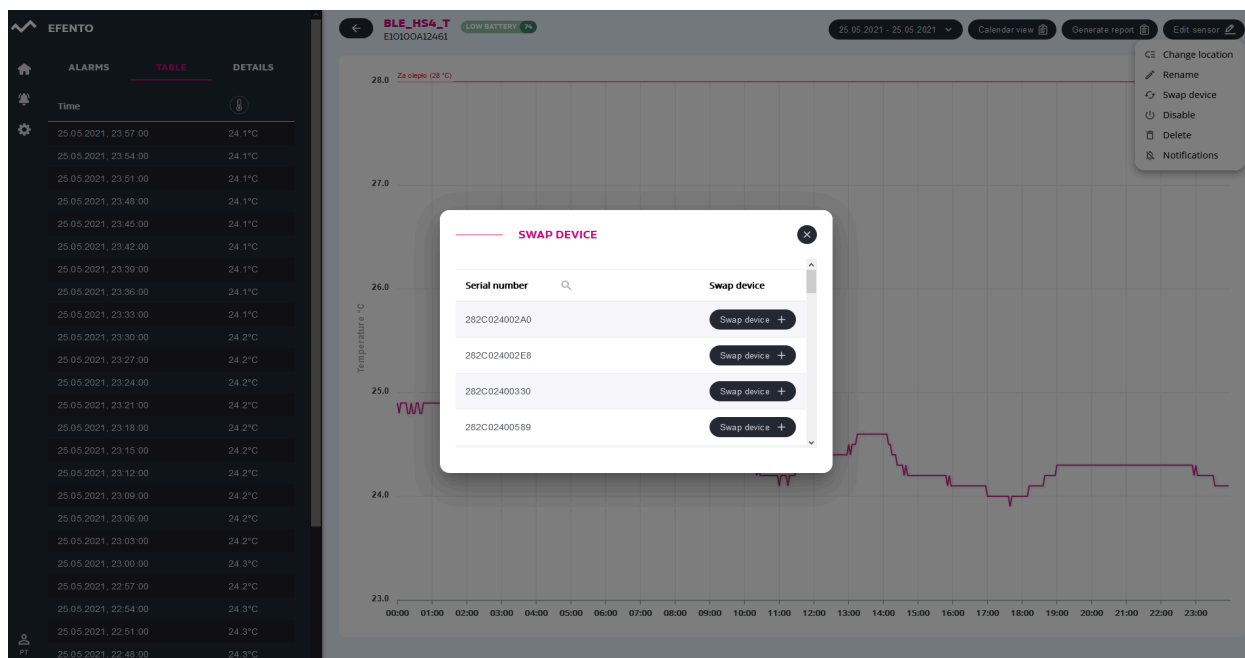 EFENTO
ALARMS TABLE DETAILS
Time
25.05.2021, 23:57:00 24.1°C
25.05.2021, 23:54:00 24.1°C
25.05.2021, 23:51:00 24.1°C
25.05.2021, 23:48:00 24.1°C
25.05.2021, 23:45:00 24.1°C
25.05.2021, 23:42:00 24.1°C
25.05.2021, 23:39:00 24.1°C
25.05.2021, 23:36:00 24.1°C
25.05.2021, 23:33:00 24.1°C
25.05.2021, 23:30:00 24.2°C
25.05.2021, 23:27:00 24.2°C
25.05.2021, 23:24:00 24.2°C
25.05.2021, 23:21:00 24.2°C
25.05.2021, 23:18:00 24.2°C
25.05.2021, 23:15:00 24.2°C
25.05.2021, 23:12:00 24.2°C
25.05.2021, 23:09:00 24.2°C
25.05.2021, 23:06:00 24.2°C
25.05.2021, 23:03:00 24.2°C
25.05.2021, 23:00:00 24.3°C
25.05.2021, 22:57:00 24.2°C
25.05.2021, 22:54:00 24.3°C
25.05.2021, 22:51:00 24.3°C
25.05.2021, 22:48:00 24.3°C
PT
BLE_HS4_T LOW BATTERY
E10100A12461
25.05.2021 - 25.05.2021 Calendar view Generate report Edit sensor
Change location
Rename
Swap device
Disable
Delete
Notifications
Za ciepło (28 °C)
28.0
27.0
26.0
25.0
24.0
23.0
Temperature °C
00:00 01:00 02:00 03:00 04:00 05:00 06:00 07:00 08:00 09:00 10:00 11:00 12:00 13:00 14:00 15:00 16:00 17:00 18:00 19:00 20:00 21:00 22:00 23:00
SWAP DEVICE
Serial number Swap device
282C024002A0 Swap device +
282C024002E8 Swap device +
282C02400330 Swap device +
282C02400589 Swap device +